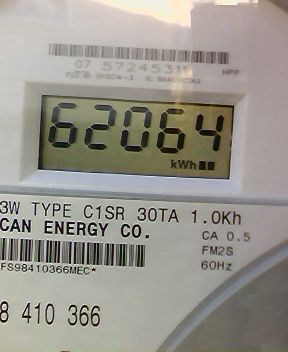 07 57245311
62064
kWh
3W TYPE C1SR 30TA 1.0Kh
CAN ENERGY CO.
CA 0.5
FM2S
60Hz
FS98410366MEC*
8 410 366